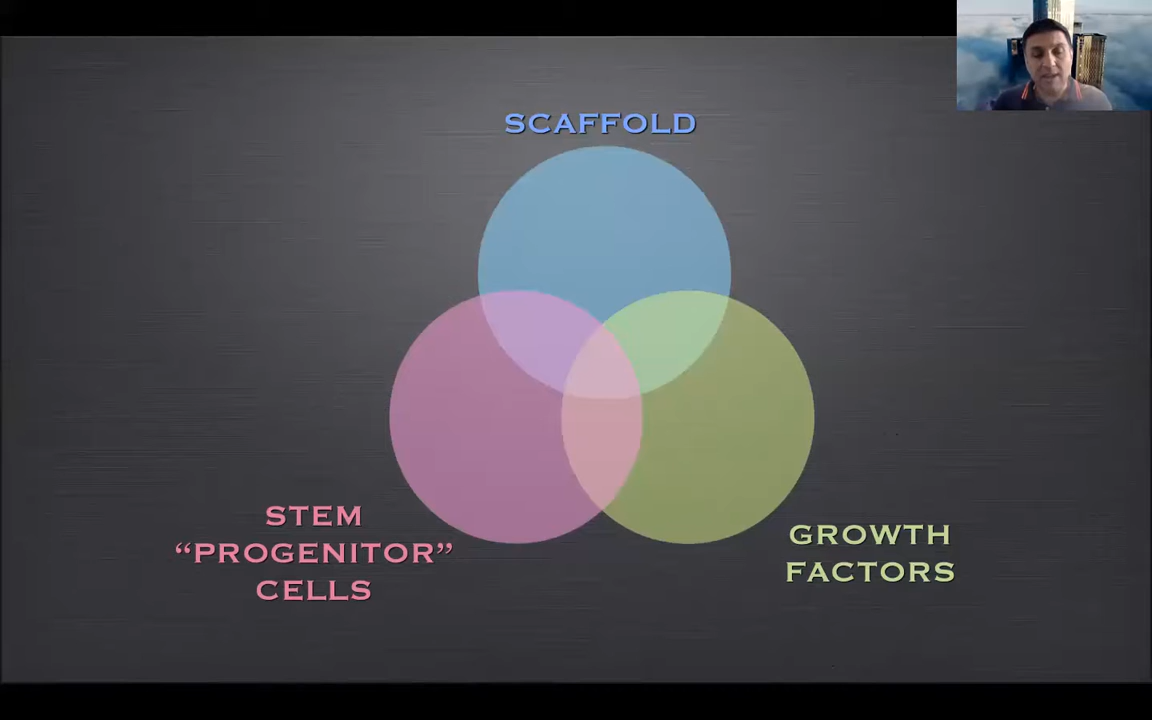 SCAFFOLD
STEM
“PROGENITOR”
CELLS
GROWTH
FACTORS